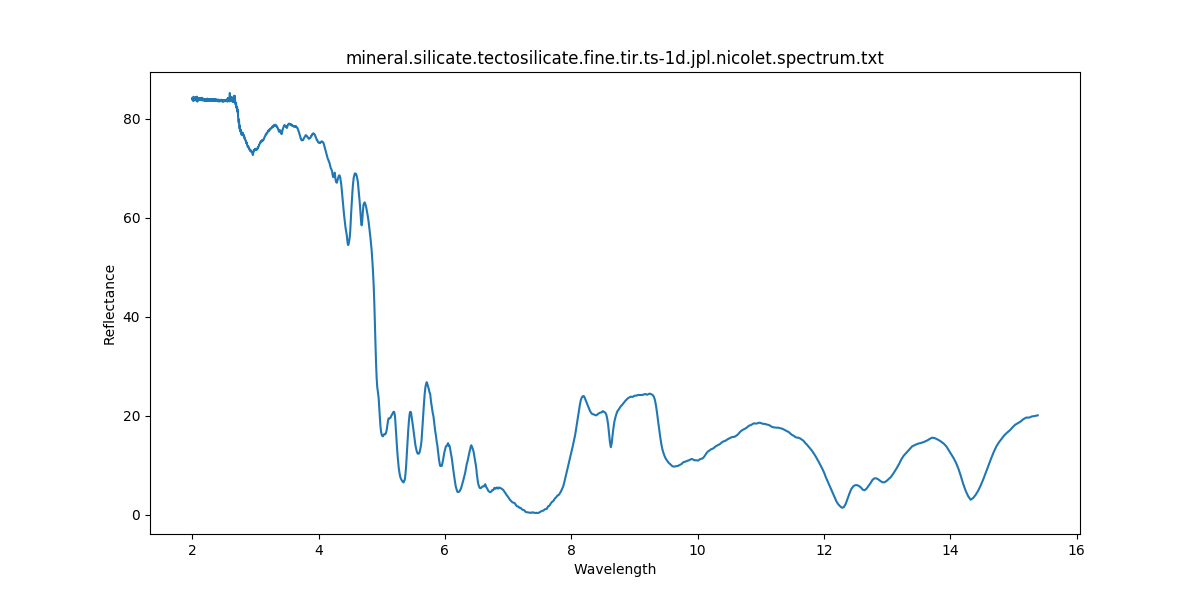 mineral.silicate.tectosilicate.fine.tir.ts-1d.jpl.nicolet.spectrum.txt
80
60
40
20
0
Reflectance
2 4 6 8 10 12 14 16
Wavelength